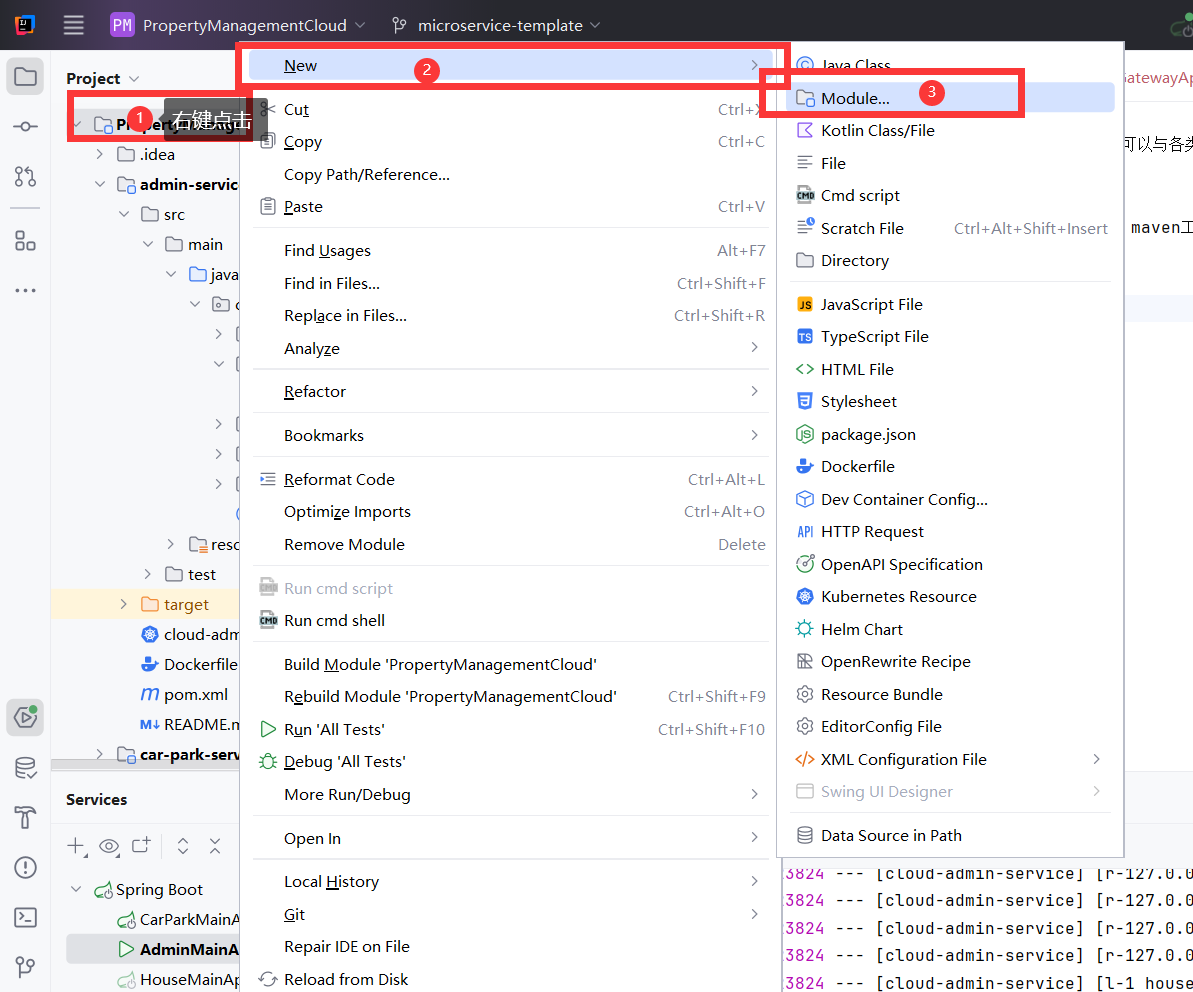 PM PropertyManagementCloud microservice-template
Project
1 右键点击
.idea
admin-servic
src
main
java
resc
test
target
cloud-adm
Dockerfile
pom.xml
README.m
car-park-serv
Services
Spring Boot
CarParkMainA
AdminMainA
HouseMainAp
New 2
Cut
Copy Ctrl+C
Copy Path/Reference...
Paste Ctrl+V
Find Usages Alt+F7
Find in Files... Ctrl+Shift+F
Replace in Files... Ctrl+Shift+R
Analyze
Refactor
Bookmarks
Reformat Code Ctrl+Alt+L
Optimize Imports Ctrl+Alt+O
Remove Module Delete
Run cmd script
CMD Run cmd shell
Build Module 'PropertyManagementCloud'
Rebuild Module 'PropertyManagementCloud' Ctrl+Shift+F9
Run 'All Tests' Ctrl+Shift+F10
Debug 'All Tests'
More Run/Debug
Open In
Local History
Git
Repair IDE on File
Reload from Disk
Java Class
Module... 3
Kotlin Class/File
File
CMD Cmd script
Scratch File Ctrl+Alt+Shift+Insert
Directory
JS JavaScript File
TS TypeScript File
HTML File
Stylesheet
package.json
Dockerfile
Dev Container Config...
API HTTP Request
OpenAPI Specification
Kubernetes Resource
Helm Chart
OpenRewrite Recipe
Resource Bundle
EditorConfig File
XML Configuration File
Swing UI Designer
Data Source in Path
GatewayAp
可以与各类
maven工
3824 --- [cloud-admin-service] [r-127.0.0
3824 --- [cloud-admin-service] [r-127.0.0
3824 --- [cloud-admin-service] [r-127.0.0
3824 --- [cloud-admin-service] [r-127.0.0
3824 --- [cloud-admin-service] [l-1 house